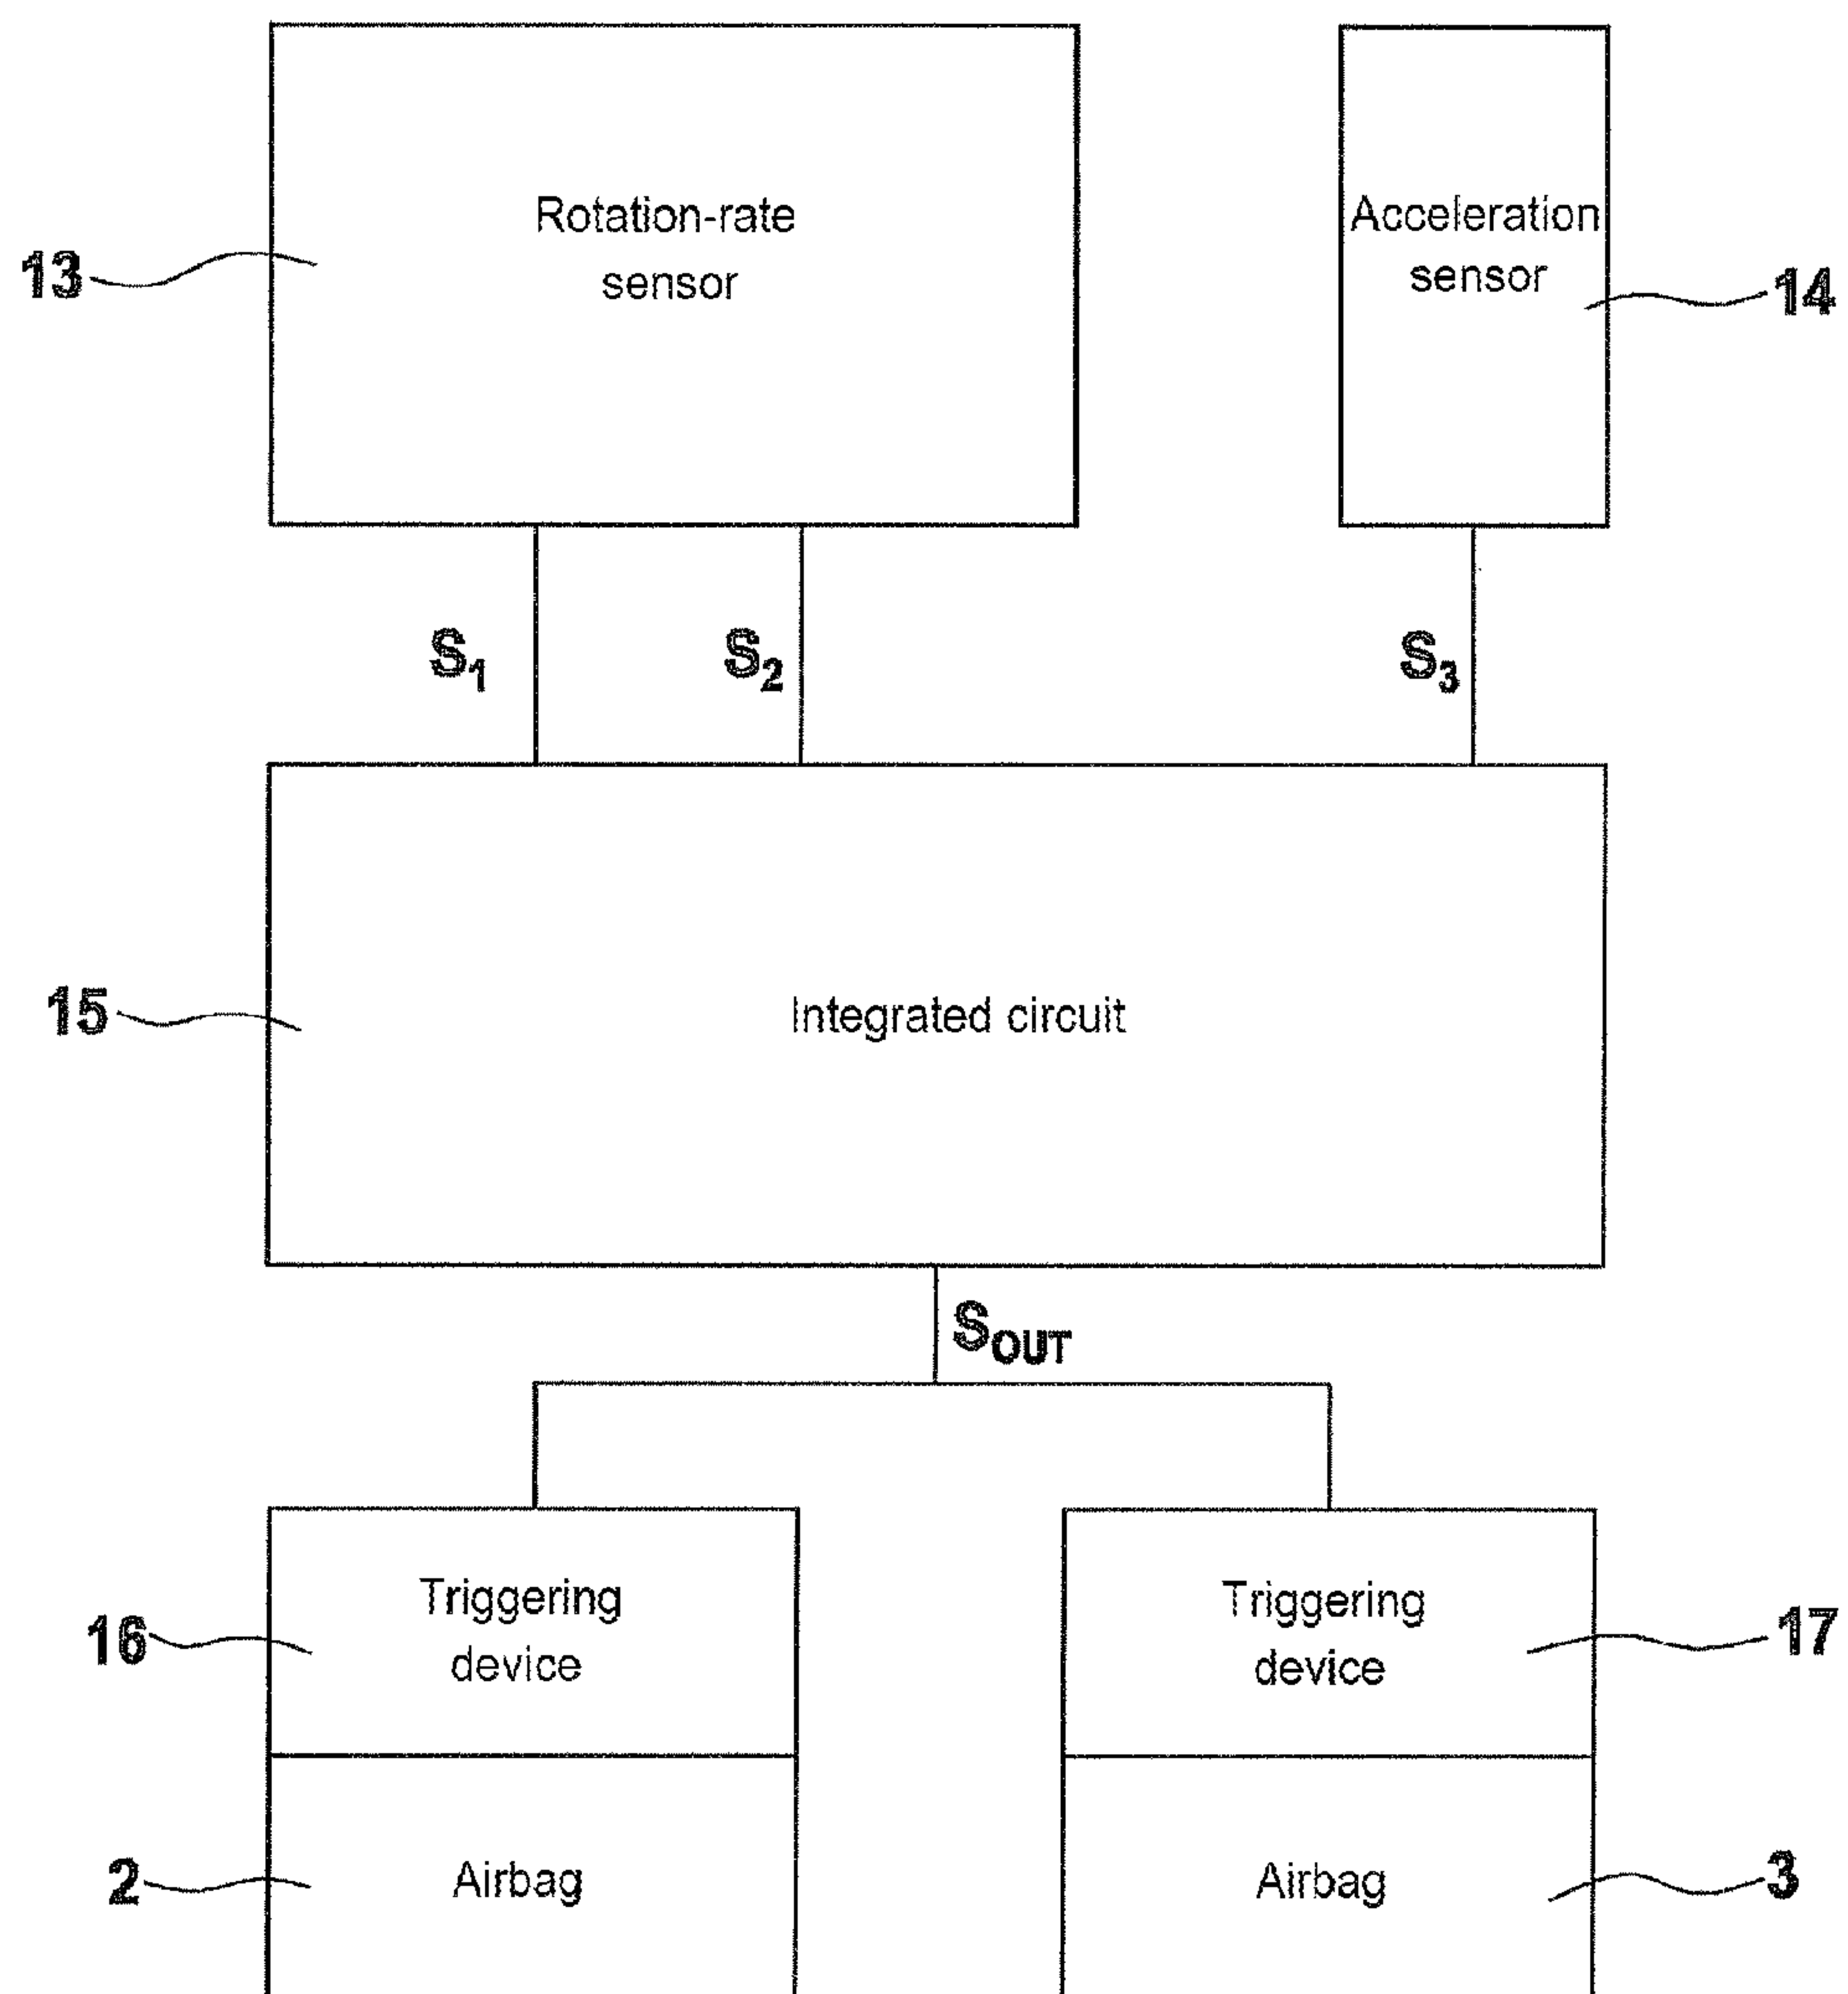 Rotation-rate
sensor
Acceleration
sensor
13
14
S₁
S₂
S₃
15
Integrated circuit
S_OUT
Triggering
device
Triggering
device
16
17
2
Airbag
Airbag
3